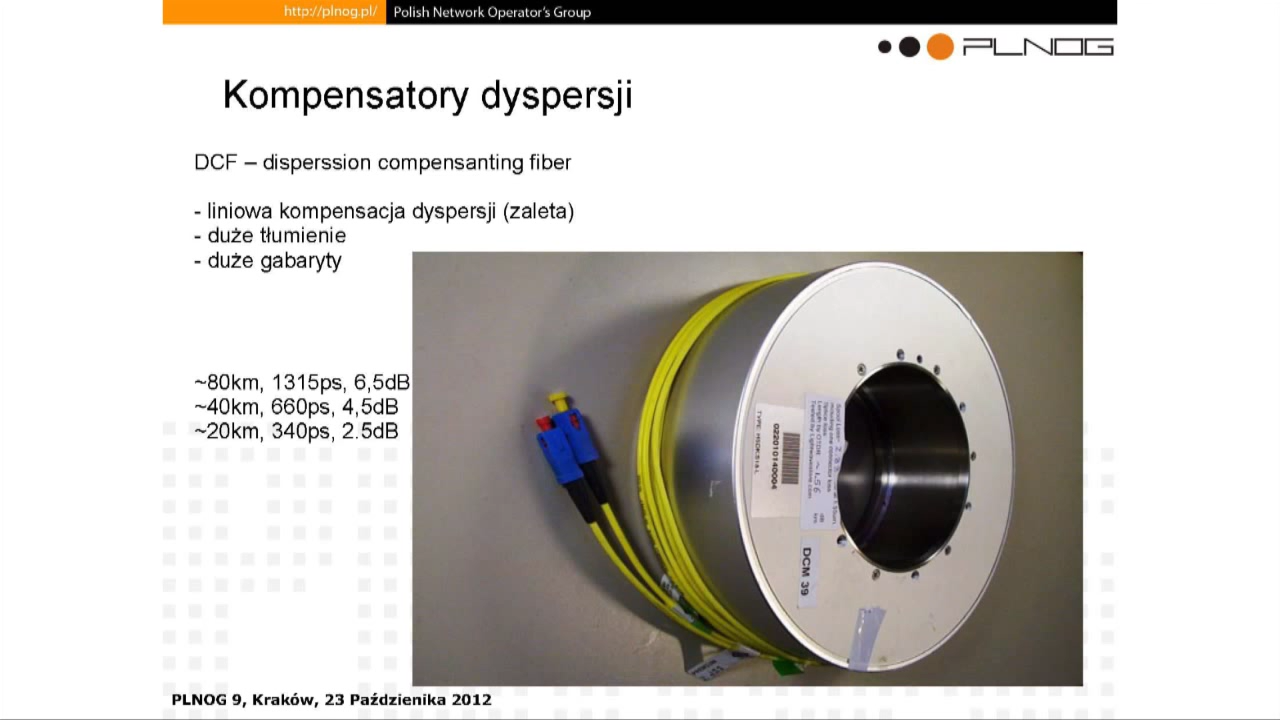 http://plnog.pl/ Polish Network Operator's Group
PLNOG
Kompensatory dyspersji
DCF – disperssion compensanting fiber
- liniowa kompensacja dyspersji (zaleta)
- duże tłumienie
- duże gabaryty
~80km, 1315ps, 6,5dB
~40km, 660ps, 4,5dB
~20km, 340ps, 2.5dB
022010140004
DCM 39
PLNOG 9, Kraków, 23 Paździenika 2012